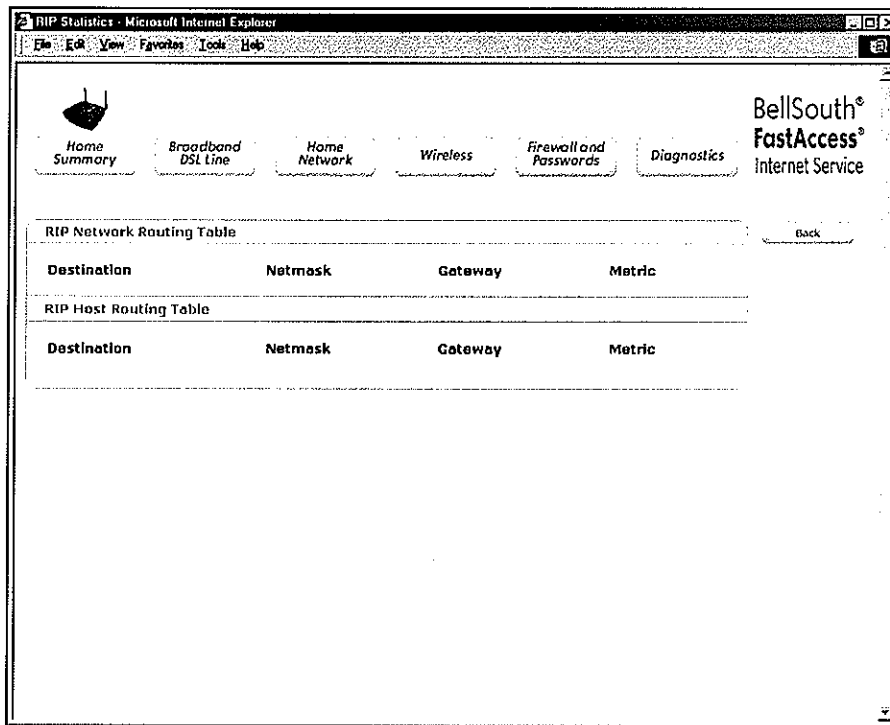 RIP Statistics - Microsoft Internet Explorer
File Edit View Favorites Tools Help
BellSouth®
FastAccess®
Internet Service
Home Summary
Broadband DSL Line
Home Network
Wireless
Firewall and Passwords
Diagnostics
RIP Network Routing Table
Back
Destination Netmask Gateway Metric
RIP Host Routing Table
Destination Netmask Gateway Metric